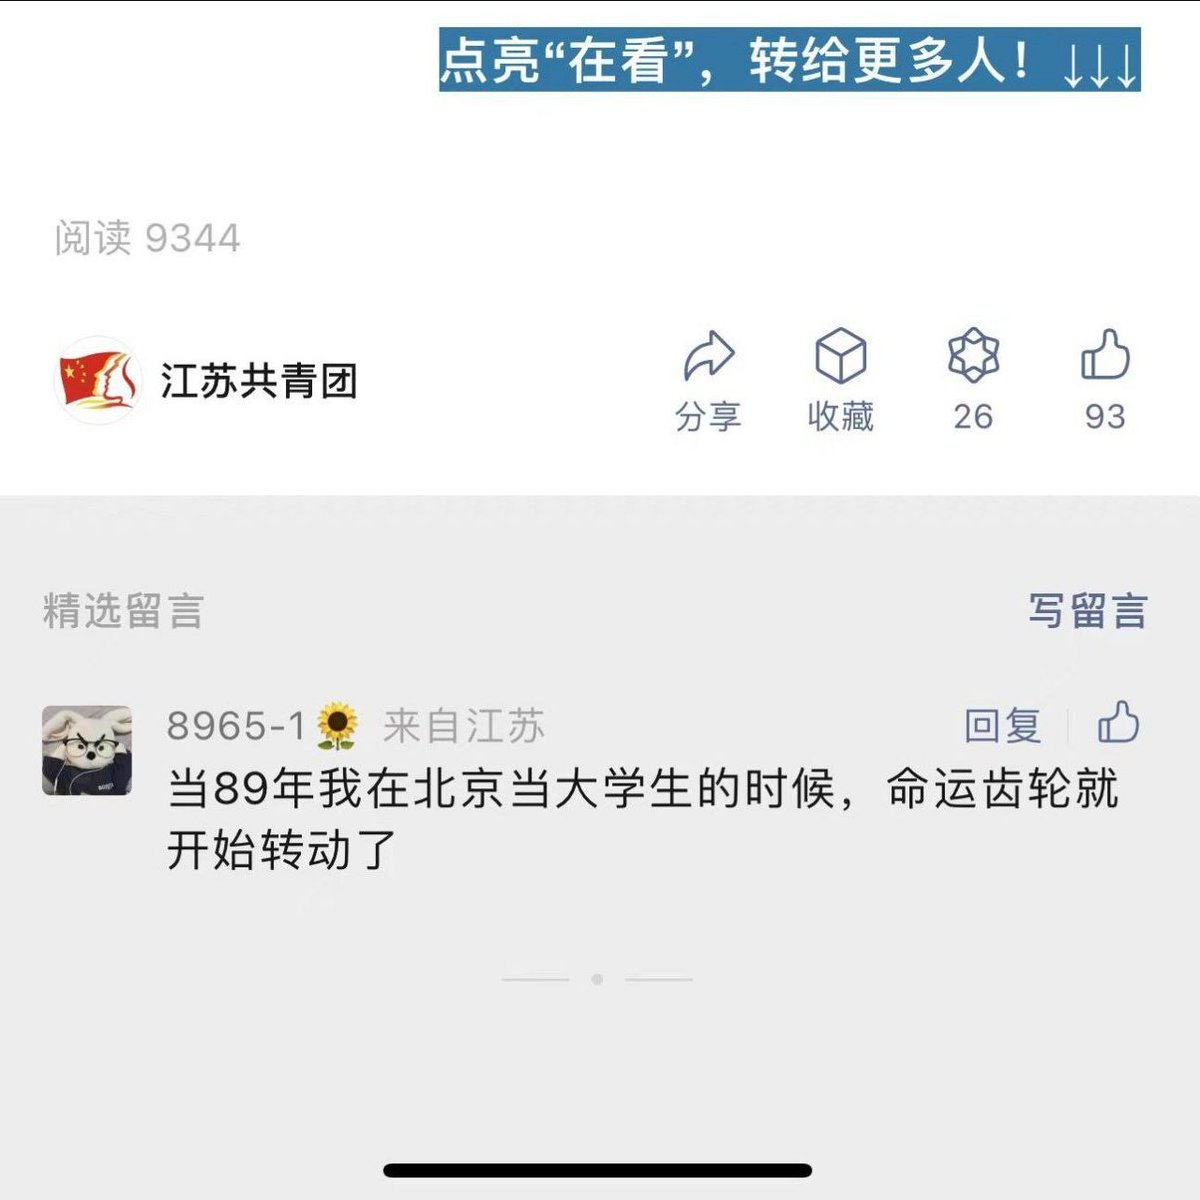 点亮“在看”，转给更多人！↓↓↓
阅读 9344
江苏共青团
分享
收藏
26
93
精选留言
写留言
8965-1🌻 来自江苏
回复
当89年我在北京当大学生的时候，命运齿轮就
开始转动了